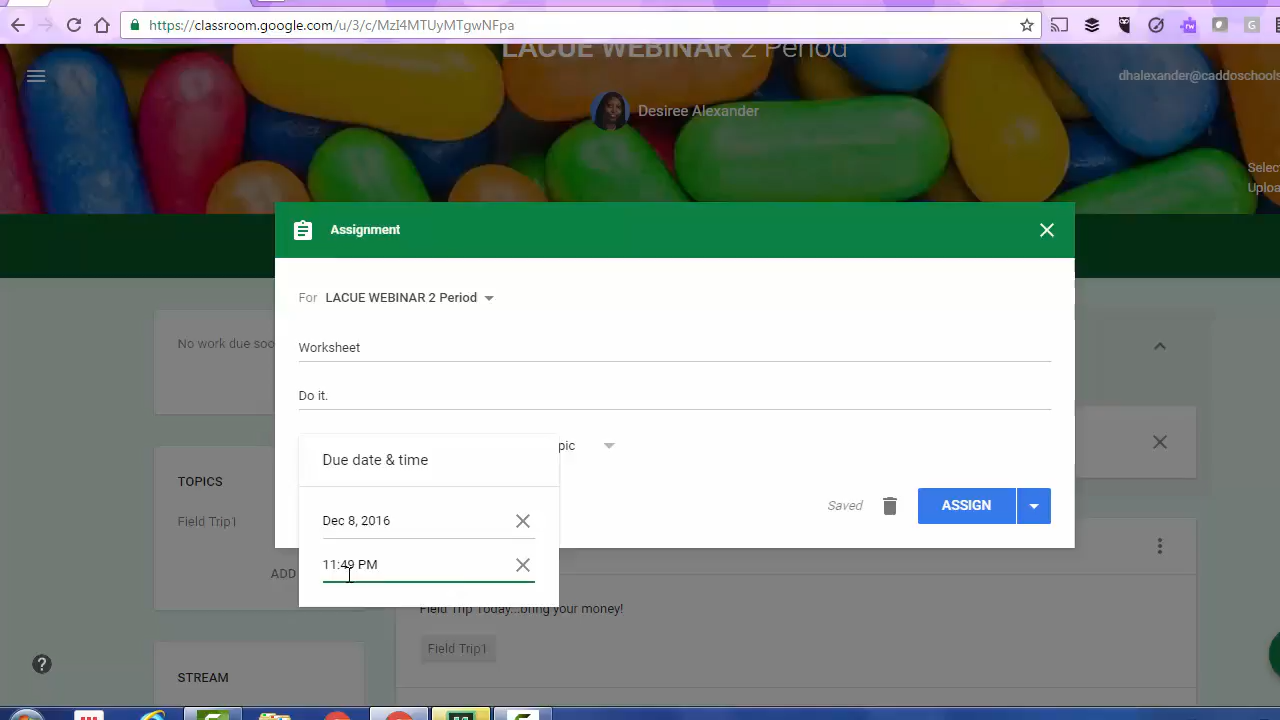 https://classroom.google.com/u/3/c/MzI4MTUyMTgwNFpa
LACUE WEBINAR 2 Period
dhalexander@caddoschools
Desiree Alexander
Select
Uploa
Assignment
For LACUE WEBINAR 2 Period
No work due soo
Worksheet
Do it.
pic
Due date & time
TOPICS
Saved
ASSIGN
Field Trip1
Dec 8, 2016
11:49 PM
ADD
Field Trip Today...bring your money!
Field Trip1
STREAM